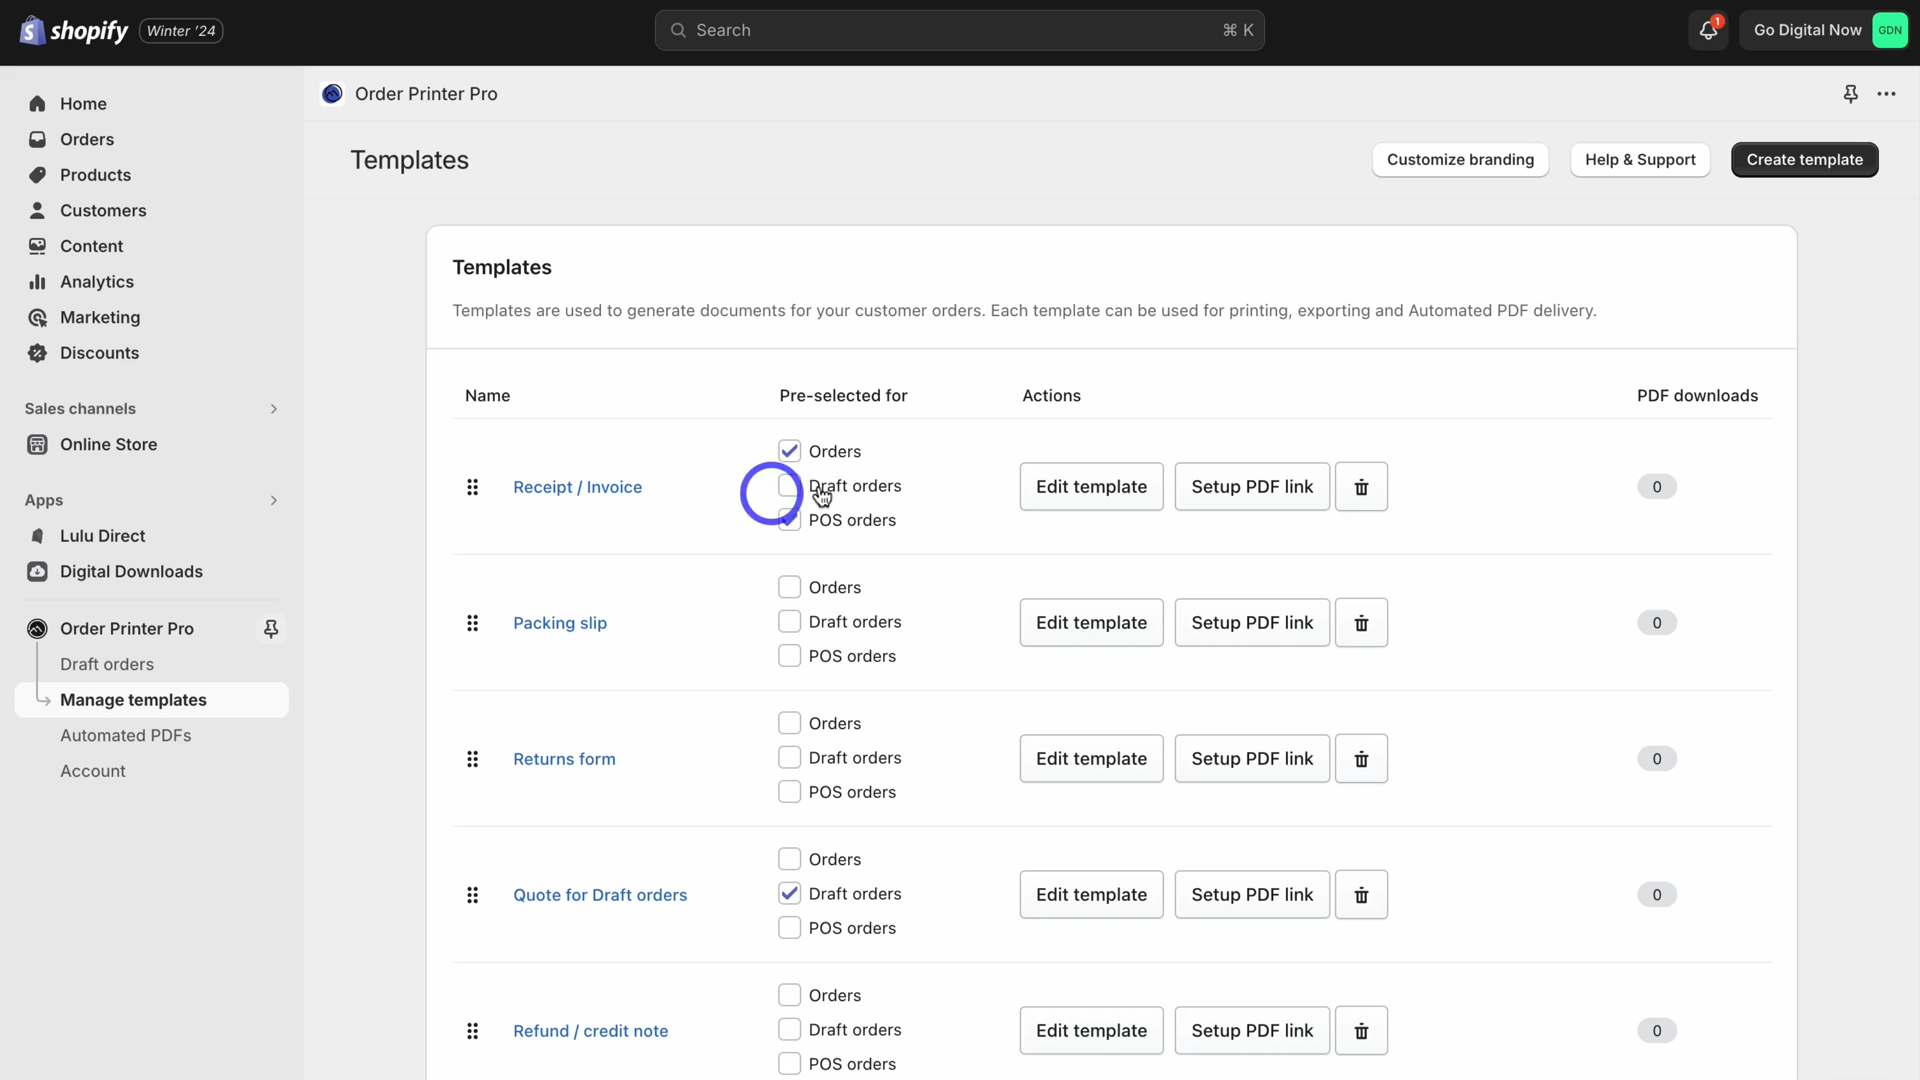 shopify Winter '24
Search ⌘ K
1
Go Digital Now GDN
Home
Orders
Products
Customers
Content
Analytics
Marketing
Discounts
Sales channels
Online Store
Apps
Lulu Direct
Digital Downloads
Order Printer Pro
Draft orders
Manage templates
Automated PDFs
Account
Order Printer Pro
Templates
Customize branding Help & Support Create template
Templates
Templates are used to generate documents for your customer orders. Each template can be used for printing, exporting and Automated PDF delivery.
Name Pre-selected for Actions PDF downloads
Orders
Receipt / Invoice Draft orders Edit template Setup PDF link 0
POS orders
Orders
Packing slip Draft orders Edit template Setup PDF link 0
POS orders
Orders
Returns form Draft orders Edit template Setup PDF link 0
POS orders
Orders
Quote for Draft orders Draft orders Edit template Setup PDF link 0
POS orders
Orders
Refund / credit note Draft orders Edit template Setup PDF link 0
POS orders